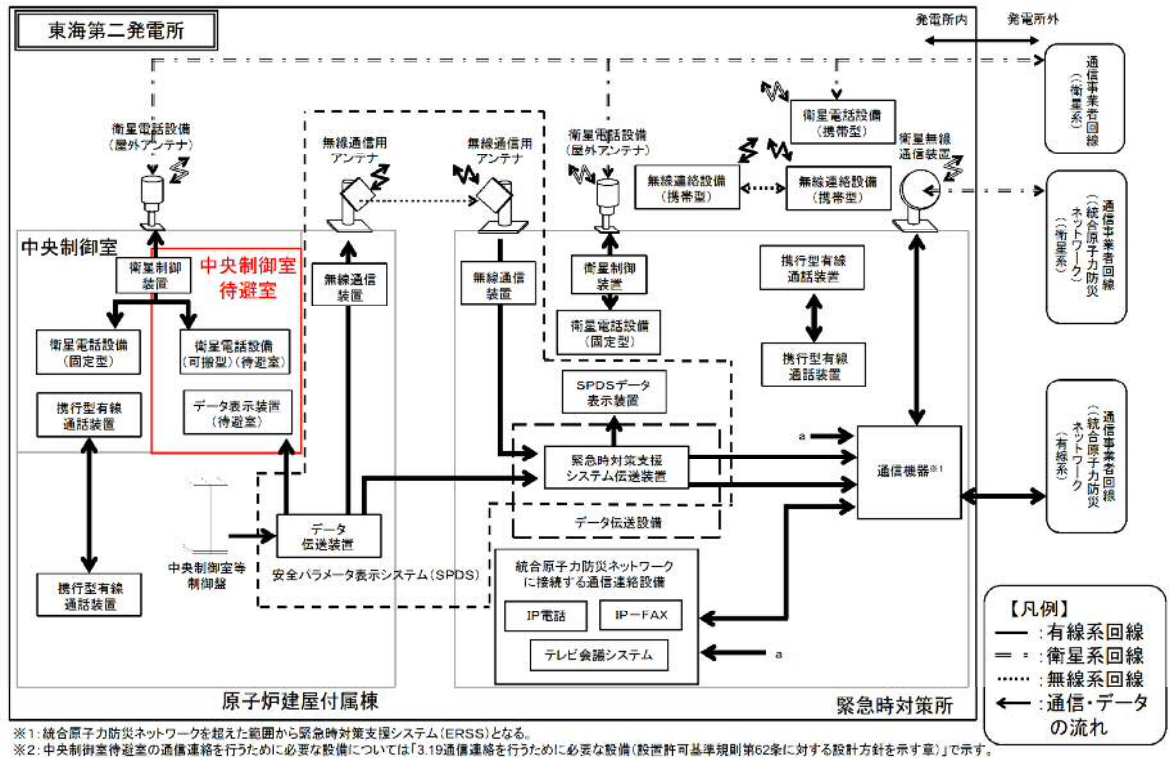 東海第二発電所
発電所内
発電所外
通信事業者回線
(衛星系)
衛星電話設備
(屋外アンテナ)
無線通信用
アンテナ
無線通信用
アンテナ
衛星電話設備
(屋外アンテナ)
衛星電話設備
(携帯型)
衛星無線
通信装置
無線連絡設備
(携帯型)
無線連絡設備
(携帯型)
通信事業者回線
(統合原子力防災
ネットワーク)
(衛星系)
中央制御室
衛星制御
装置
中央制御室
待避室
無線通信
装置
無線通信
装置
衛星制御
装置
携行型有線
通話装置
衛星電話設備
(固定型)
衛星電話設備
(可搬型)(待避室)
衛星電話設備
(固定型)
携行型有線
通話装置
携行型有線
通話装置
データ表示装置
(待避室)
SPDSデータ
表示装置
通信事業者回線
(統合原子力防災
ネットワーク
(有線系)
a
緊急時対策支援
システム伝送装置
通信機器※1
データ伝送設備
データ
伝送装置
中央制御室等
制御盤
安全パラメータ表示システム(SPDS)
携行型有線
通話装置
統合原子力防災ネットワーク
に接続する通信連絡設備
IP電話
IP-FAX
テレビ会議システム
a
原子炉建屋付属棟
緊急時対策所
【凡例】
:有線系回線
:衛星系回線
:無線系回線
:通信・データ
の流れ
※1:統合原子力防災ネットワークを超えた範囲から緊急時対策支援システム(ERSS)となる。
※2:中央制御室待避室の通信連絡を行うために必要な設備については「3.19通信連絡を行うために必要な設備(設置許可基準規則第62条に対する設計方針を示す章)」で示す。